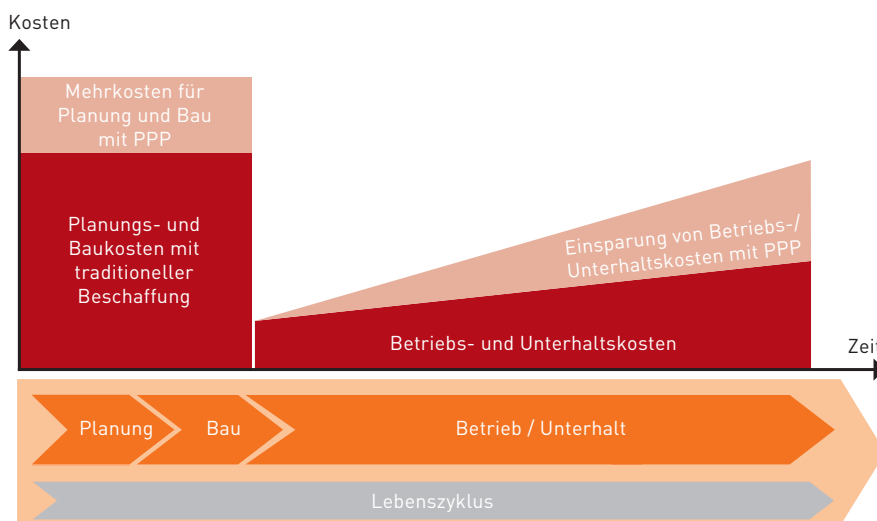 Kosten
Mehrkosten für
Planung und Bau
mit PPP
Planungs- und
Baukosten mit
traditioneller
Beschaffung
Einsparung von Betriebs-/
Unterhaltskosten mit PPP
Betriebs- und Unterhaltskosten
Zeit
Planung
Bau
Betrieb / Unterhalt
Lebenszyklus